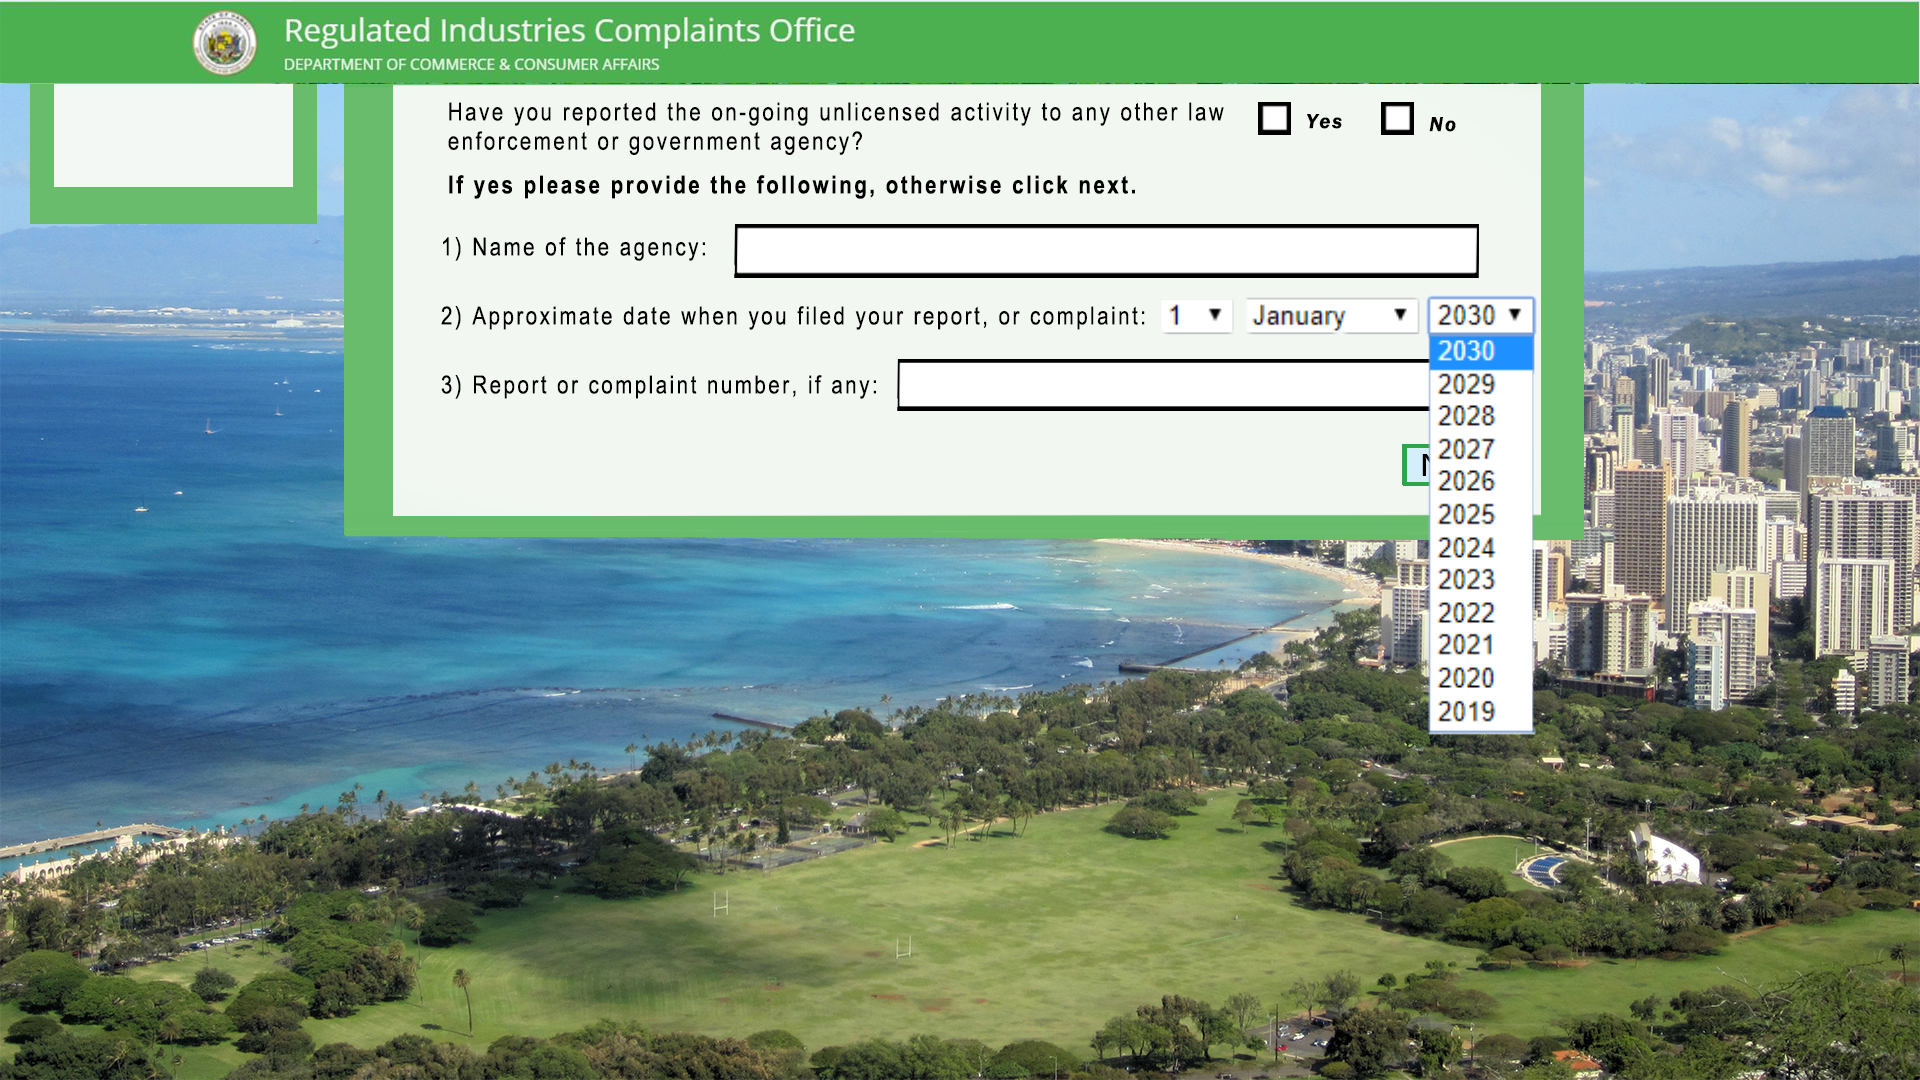 Regulated Industries Complaints Office
DEPARTMENT OF COMMERCE & CONSUMER AFFAIRS
Have you reported the on-going unlicensed activity to any other law
enforcement or government agency?
Yes
No
If yes please provide the following, otherwise click next.
1) Name of the agency:
2) Approximate date when you filed your report, or complaint: 1 January 2030
2030
2029
2028
2027
2026
2025
2024
2023
2022
2021
2020
2019
3) Report or complaint number, if any: